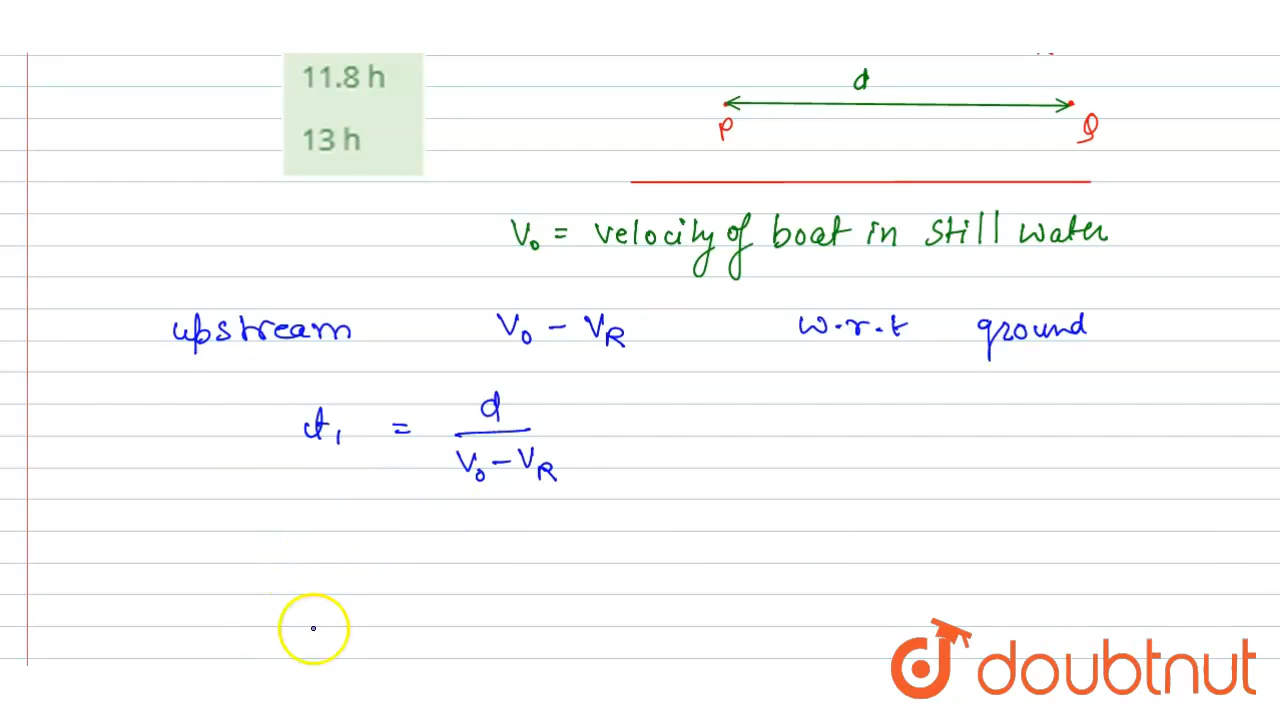 11.8 h
13 h
d
P
Q
V₀ = velocity of boat in still water
upstream V₀ - V_R w.r.t ground
t₁ = d / V₀ - V_R
doubtnut